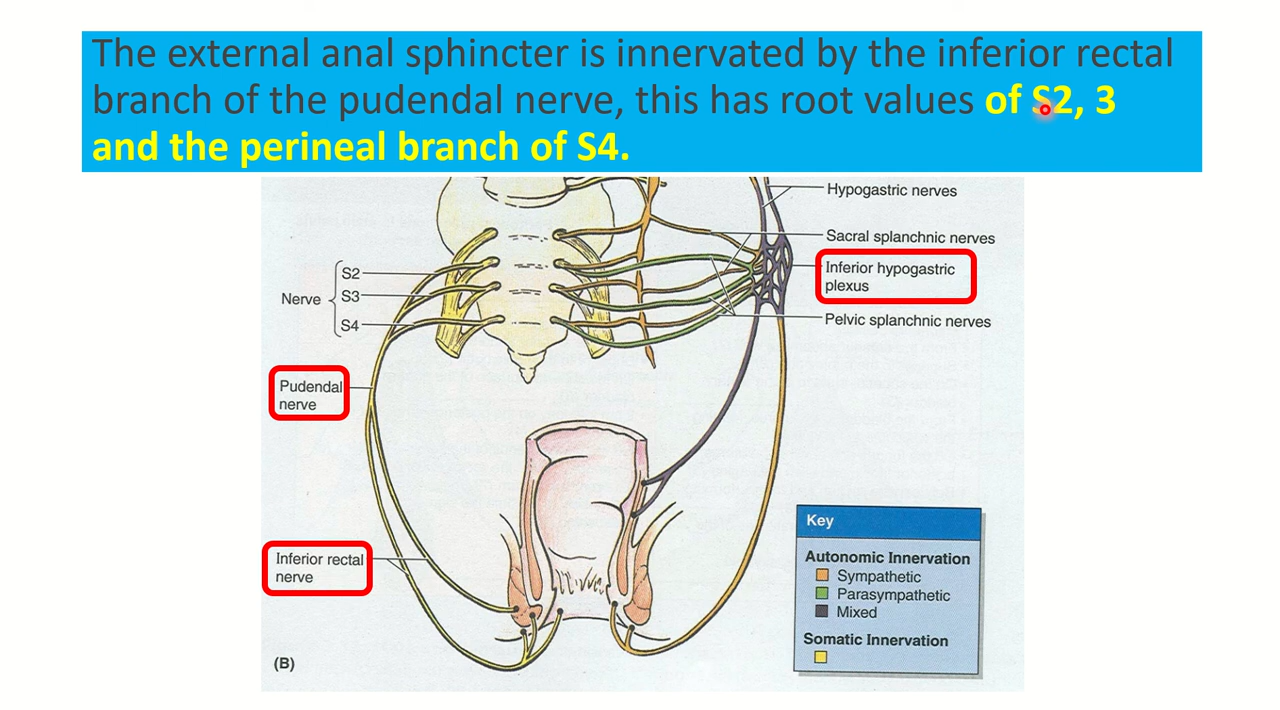 The external anal sphincter is innervated by the inferior rectal
branch of the pudendal nerve, this has root values of S2, 3
and the perineal branch of S4.
Hypogastric nerves
Sacral splanchnic nerves
Inferior hypogastric
plexus
Pelvic splanchnic nerves
Nerve
S2
S3
S4
Pudendal
nerve
Inferior rectal
nerve
(B)
Key
Autonomic Innervation
Sympathetic
Parasympathetic
Mixed
Somatic Innervation